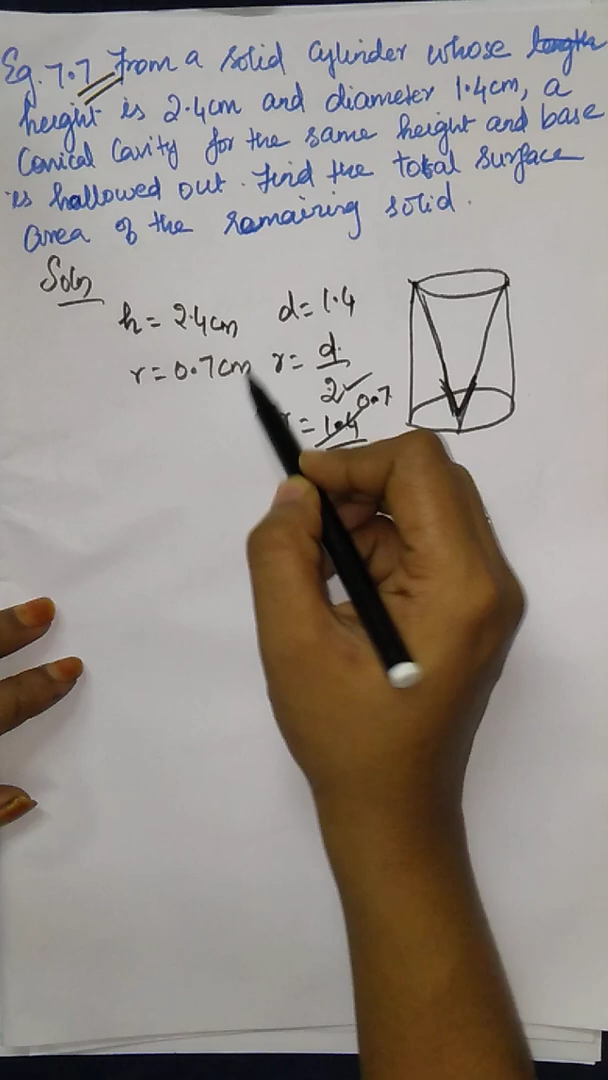 Eg. 7.7 From a solid cylinder whose length
height is 2.4cm and diameter 1.4cm, a
Conical Cavity for the same height and base
is hallowed out. Find the total surface
area of the remaining solid.
Soln
h = 2.4cm d = 1.4
r = 0.7cm r = d/2
0.7
= 1.4